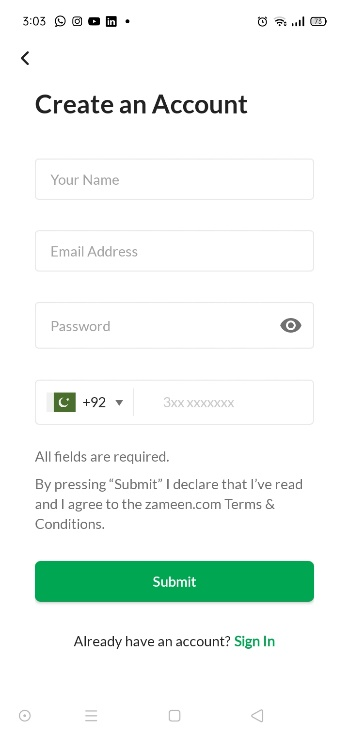 3:03
73
Create an Account
Your Name
Email Address
Password
+92 3xx xxxxxxx
All fields are required.
By pressing “Submit” I declare that I’ve read
and I agree to the zameen.com Terms &
Conditions.
Submit
Already have an account? Sign In